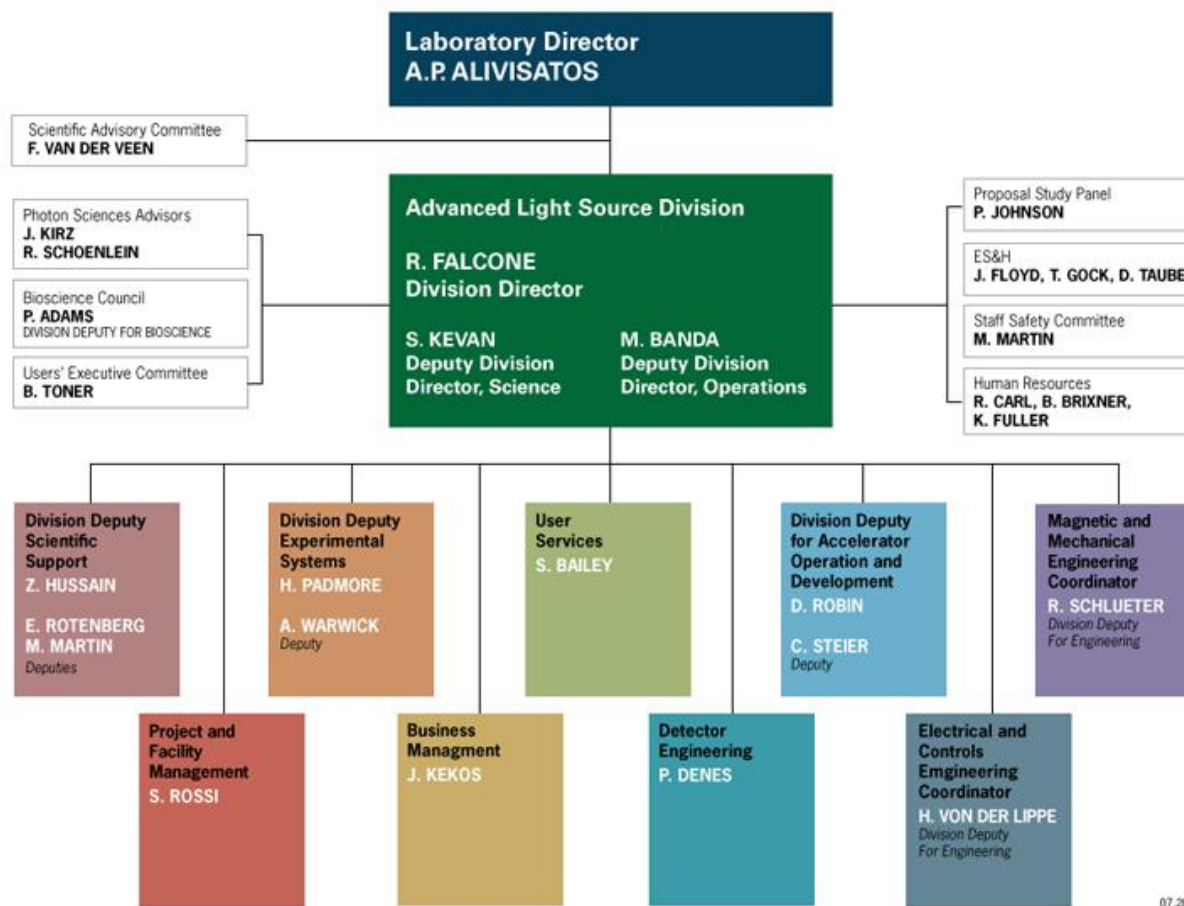 Laboratory Director
A.P. ALIVISATOS
Scientific Advisory Committee
F. VAN DER VEEN
Photon Sciences Advisors
J. KIRZ
R. SCHOENLEIN
Bioscience Council
P. ADAMS
DIVISION DEPUTY FOR BIOSCIENCE
Users' Executive Committee
B. TONER
Advanced Light Source Division
R. FALCONE
Division Director
S. KEVAN
Deputy Division
Director, Science
M. BANDA
Deputy Division
Director, Operations
Proposal Study Panel
P. JOHNSON
ES&H
J. FLOYD, T. GOCK, D. TAUBE
Staff Safety Committee
M. MARTIN
Human Resources
R. CARL, B. BRIXNER,
K. FULLER
Division Deputy
Scientific
Support
Z. HUSSAIN
E. ROTENBERG
M. MARTIN
Deputies
Division Deputy
Experimental
Systems
H. PADMORE
A. WARWICK
Deputy
User
Services
S. BAILEY
Division Deputy
for Accelerator
Operation and
Development
D. ROBIN
C. STEIER
Deputy
Magnetic and
Mechanical
Engineering
Coordinator
R. SCHLUETER
Division Deputy
For Engineering
Project and
Facility
Management
S. ROSSI
Business
Managment
J. KEKOS
Detector
Engineering
P. DENES
Electrical and
Controls
Emgineering
Coordinator
H. VON DER LIPPE
Division Deputy
For Engineering